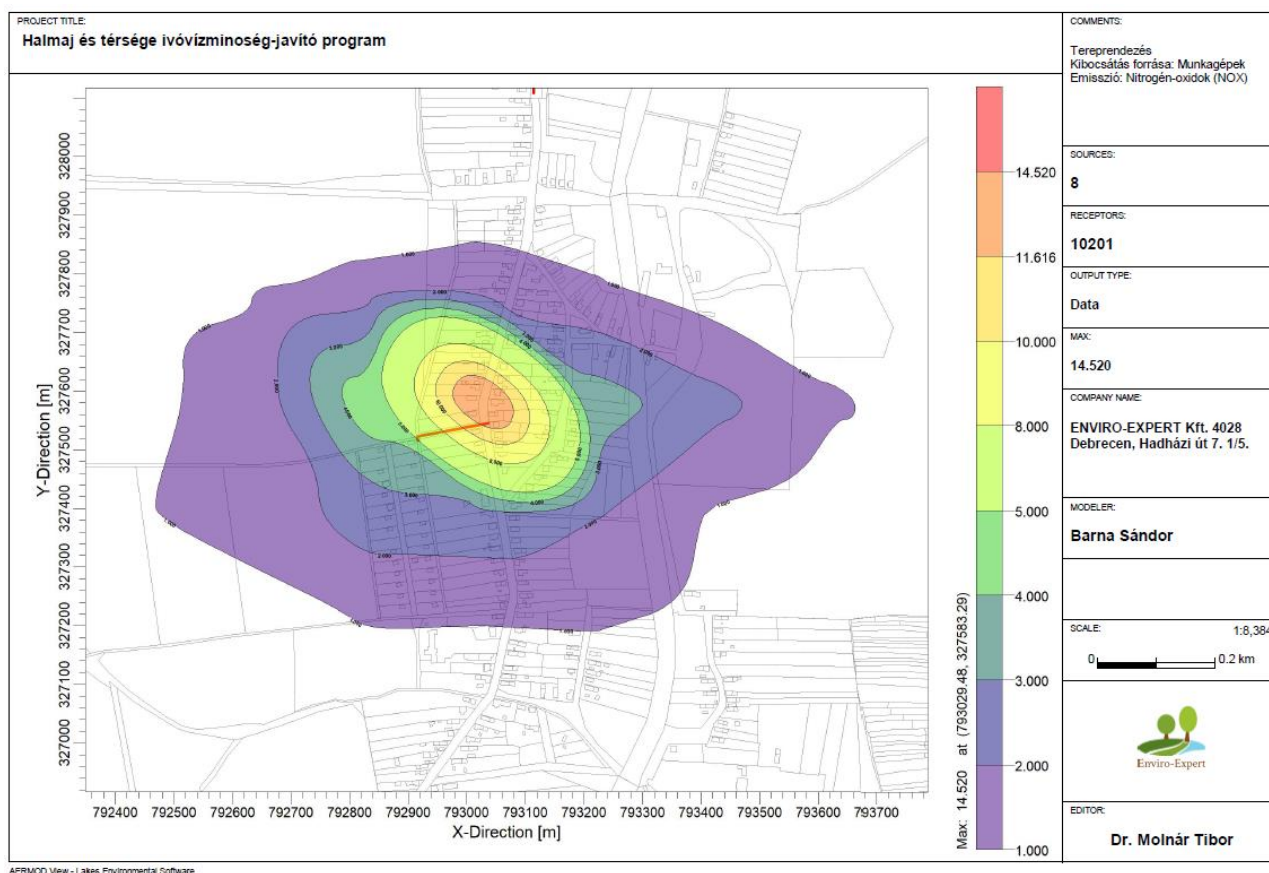 PROJECT TITLE:
Halmaj és térsége ivóvízminoség-javító program
COMMENTS:
Tereprendezés
Kibocsátás forrása: Munkagépek
Emisszió: Nitrogén-oxidok (NOX)
SOURCES:
8
RECEPTORS:
10201
OUTPUT TYPE:
Data
MAX:
14.520
COMPANY NAME:
ENVIRO-EXPERT Kft. 4028
Debrecen, Hadházi út 7. 1/5.
MODELER:
Barna Sándor
SCALE:
1:8,384
0 0.2 km
Enviro-Expert
EDITOR:
Dr. Molnár Tibor
Y-Direction [m]
328000
327900
327800
327700
327600
327500
327400
327300
327200
327100
327000
792400 792500 792600 792700 792800 792900 793000 793100 793200 793300 793400 793500 793600 793700
X-Direction [m]
Max: 14.520 at (793029.48, 327583.29)
14.520
11.616
10.000
8.000
5.000
4.000
3.000
2.000
1.000
AERMOD View - Lakes Environmental Software